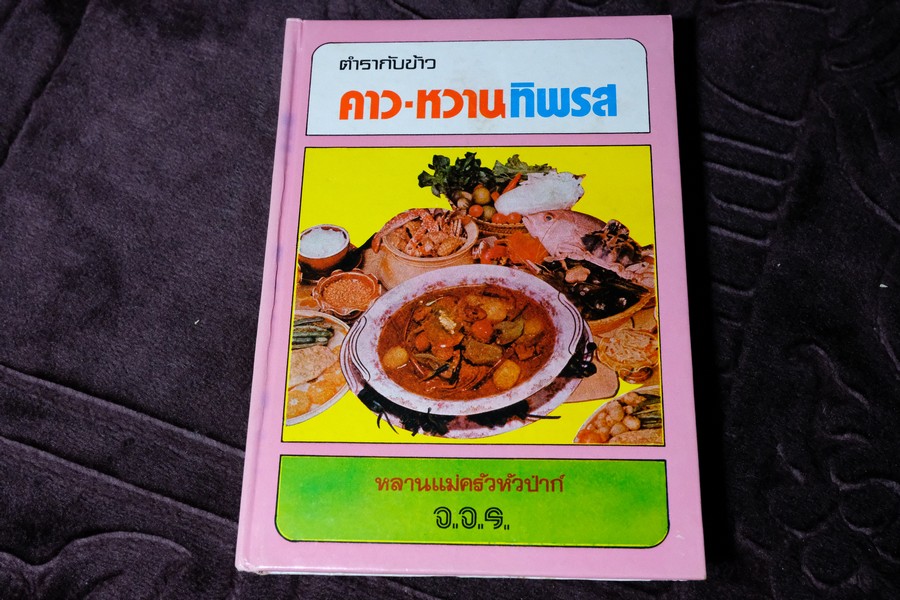 ตำรากับข้าว
คาว-หวานทิพรส
หลานแม่ครัวหัวป่าก์
จ.จ.ร.